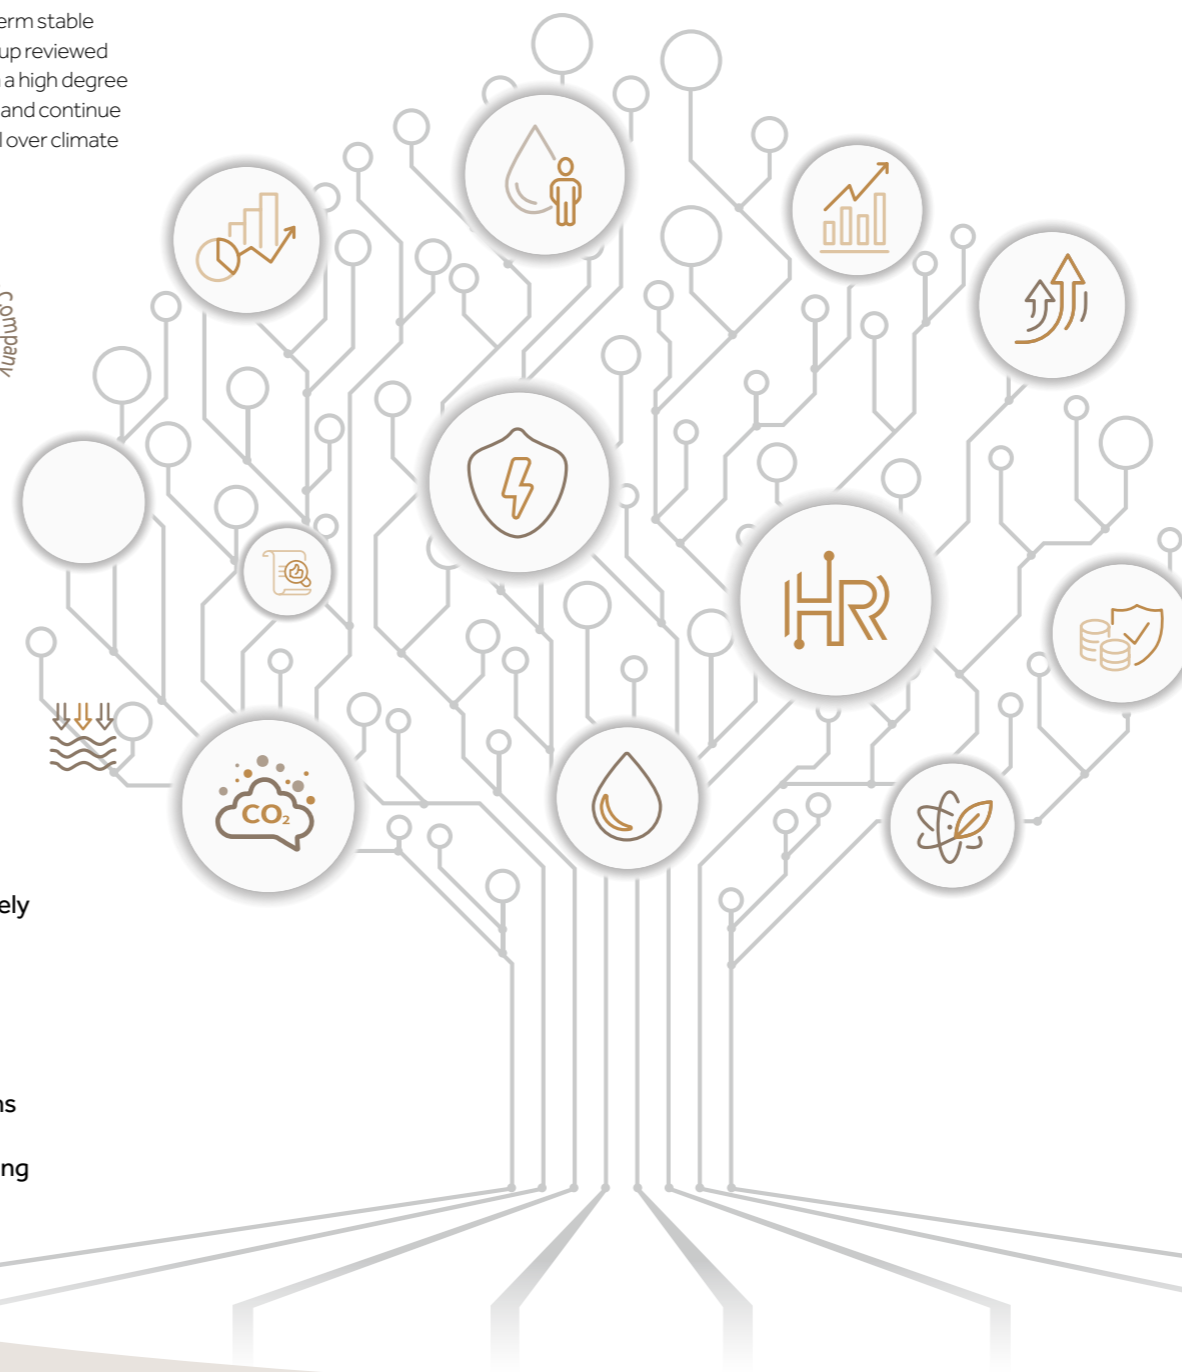 erm stable
up reviewed
a high degree
and continue
l over climate
Company
HR
CO₂
ely
ns
ng